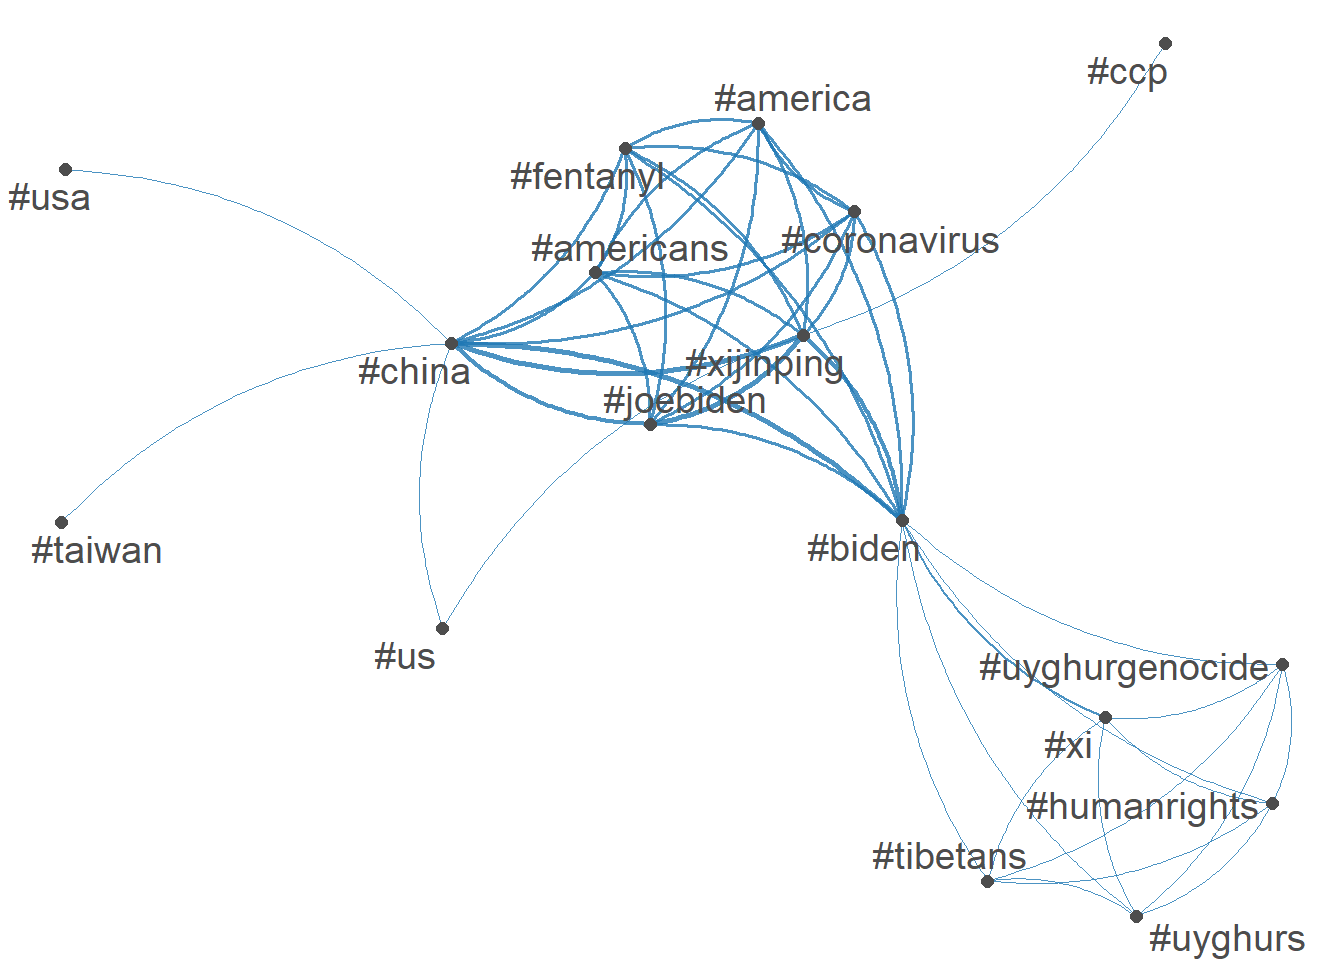 #ccp
#america
#fentanyl
#usa
#coronavirus
#americans
#xijinping
#china
#joebiden
#biden
#taiwan
#us
#uyghurgenocide
#xi
#humanrights
#tibetans
#uyghurs